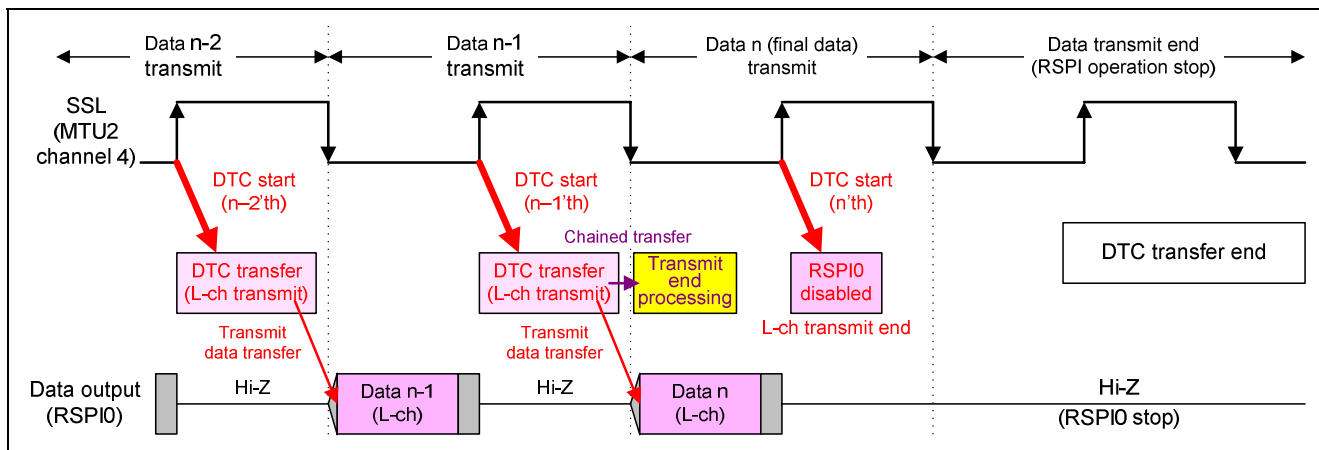 Data n-2
transmit
Data n-1
transmit
Data n (final data)
transmit
Data transmit end
(RSPI operation stop)
SSL
(MTU2
channel 4)
DTC start
(n–2'th)
DTC start
(n–1'th)
DTC start
(n'th)
Chained transfer
DTC transfer
(L-ch transmit)
DTC transfer
(L-ch transmit)
Transmit
end
processing
RSPI0
disabled
DTC transfer end
L-ch transmit end
Transmit
data transfer
Transmit
data transfer
Data output
(RSPI0)
Hi-Z
Data n-1
(L-ch)
Hi-Z
Data n
(L-ch)
Hi-Z
(RSPI0 stop)